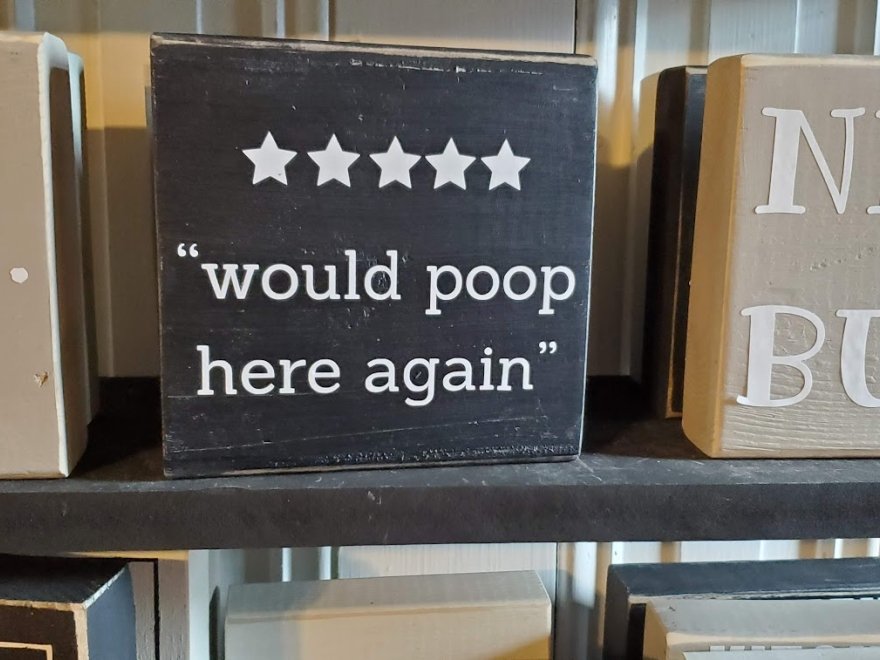 “would poop
here again”